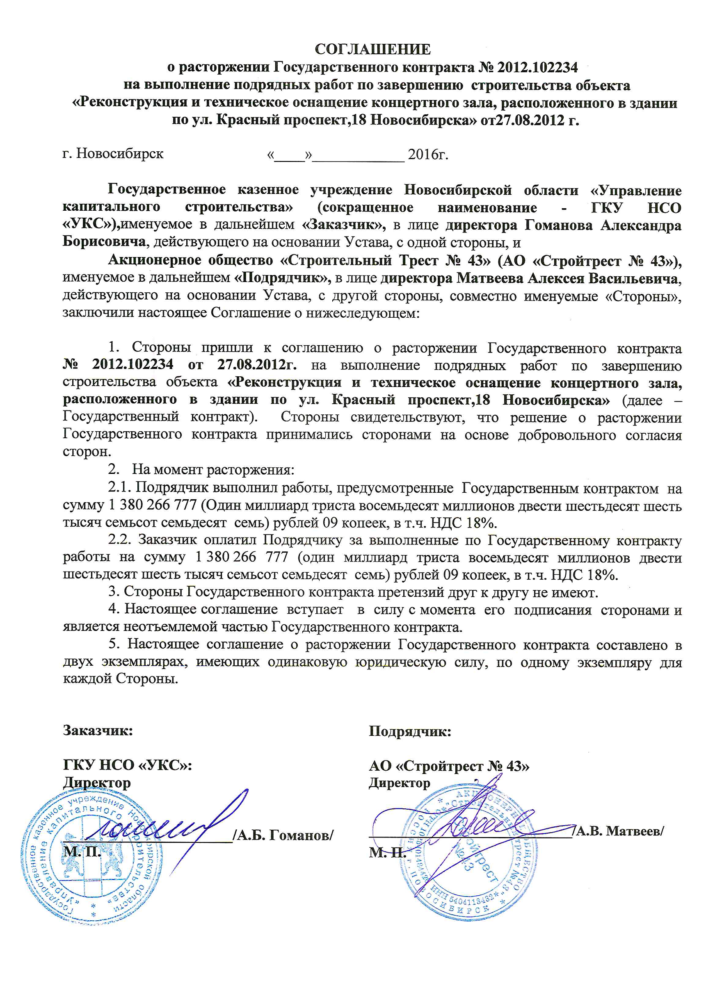 СОГЛАШЕНИЕ
о расторжении Государственного контракта № 2012.102234
на выполнение подрядных работ по завершению  строительства объекта
«Реконструкция и техническое оснащение концертного зала, расположенного в здании
по ул. Красный проспект,18 Новосибирска» от27.08.2012 г.
г. Новосибирск «____»____________ 2016г.
Государственное казенное учреждение Новосибирской области «Управление
капитального строительства» (сокращенное наименование - ГКУ НСО
«УКС»),именуемое в дальнейшем «Заказчик», в лице директора Гоманова Александра
Борисовича, действующего на основании Устава, с одной стороны, и
Акционерное общество «Строительный Трест № 43» (АО «Стройтрест № 43»),
именуемое в дальнейшем «Подрядчик», в лице директора Матвеева Алексея Васильевича,
действующего на основании Устава, с другой стороны, совместно именуемые «Стороны»,
заключили настоящее Соглашение о нижеследующем:
1. Стороны пришли к соглашению о расторжении Государственного контракта
№ 2012.102234 от 27.08.2012г. на выполнение подрядных работ по завершению
строительства объекта «Реконструкция и техническое оснащение концертного зала,
расположенного в здании по ул. Красный проспект,18 Новосибирска» (далее –
Государственный контракт). Стороны свидетельствуют, что решение о расторжении
Государственного контракта принимались сторонами на основе добровольного согласия
сторон.
2. На момент расторжения:
2.1. Подрядчик выполнил работы, предусмотренные Государственным контрактом на
сумму 1 380 266 777 (Один миллиард триста восемьдесят миллионов двести шестьдесят шесть
тысяч семьсот семьдесят семь) рублей 09 копеек, в т.ч. НДС 18%.
2.2. Заказчик оплатил Подрядчику за выполненные по Государственному контракту
работы на сумму 1 380 266 777 (один миллиард триста восемьдесят миллионов двести
шестьдесят шесть тысяч семьсот семьдесят семь) рублей 09 копеек, в т.ч. НДС 18%.
3. Стороны Государственного контракта претензий друг к другу не имеют.
4. Настоящее соглашение вступает в силу с момента его подписания сторонами и
является неотъемлемой частью Государственного контракта.
5. Настоящее соглашение о расторжении Государственного контракта составлено в
двух экземплярах, имеющих одинаковую юридическую силу, по одному экземпляру для
каждой Стороны.
Заказчик: Подрядчик:
ГКУ НСО «УКС»: АО «Стройтрест № 43»
Директор Директор
/А.Б. Гоманов/ /А.В. Матвеев/
М. П. М. П.
Государственное казенное учреждение Новосибирской области
«Управление капитального строительства»
АКЦИОНЕРНОЕ ОБЩЕСТВО
"Строительный трест №43"
ИНН 5404113432
РОССИЯ г. НОВОСИБИРСК
Стройтрест
№43